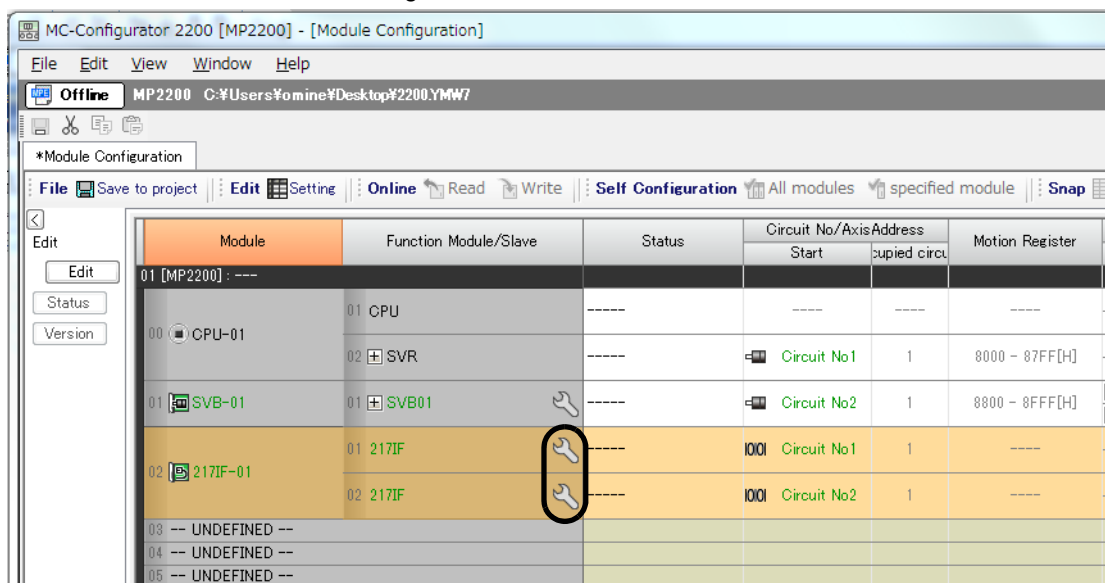 MC-Configurator 2200 [MP2200] - [Module Configuration]
File Edit View Window Help
Offline MP2200 C:¥Users¥omine¥Desktop¥2200.YMW7
*Module Configuration
File Save to project Edit Setting Online Read Write Self Configuration All modules specified module Snap
Edit Module Function Module/Slave Status Circuit No/AxisAddress Motion Register
Start cupied circu
Edit 01 [MP2200] : ---
Status 01 CPU ----- ---- ---- ----
Version 00 CPU-01
02 + SVR ----- Circuit No1 1 8000 - 87FF[H]
01 SVB-01 01 + SVB01 ----- Circuit No2 1 8800 - 8FFF[H]
02 217IF-01 01 217IF ----- Circuit No1 1 ----
02 217IF ----- Circuit No2 1 ----
03 -- UNDEFINED --
04 -- UNDEFINED --
05 -- UNDEFINED --